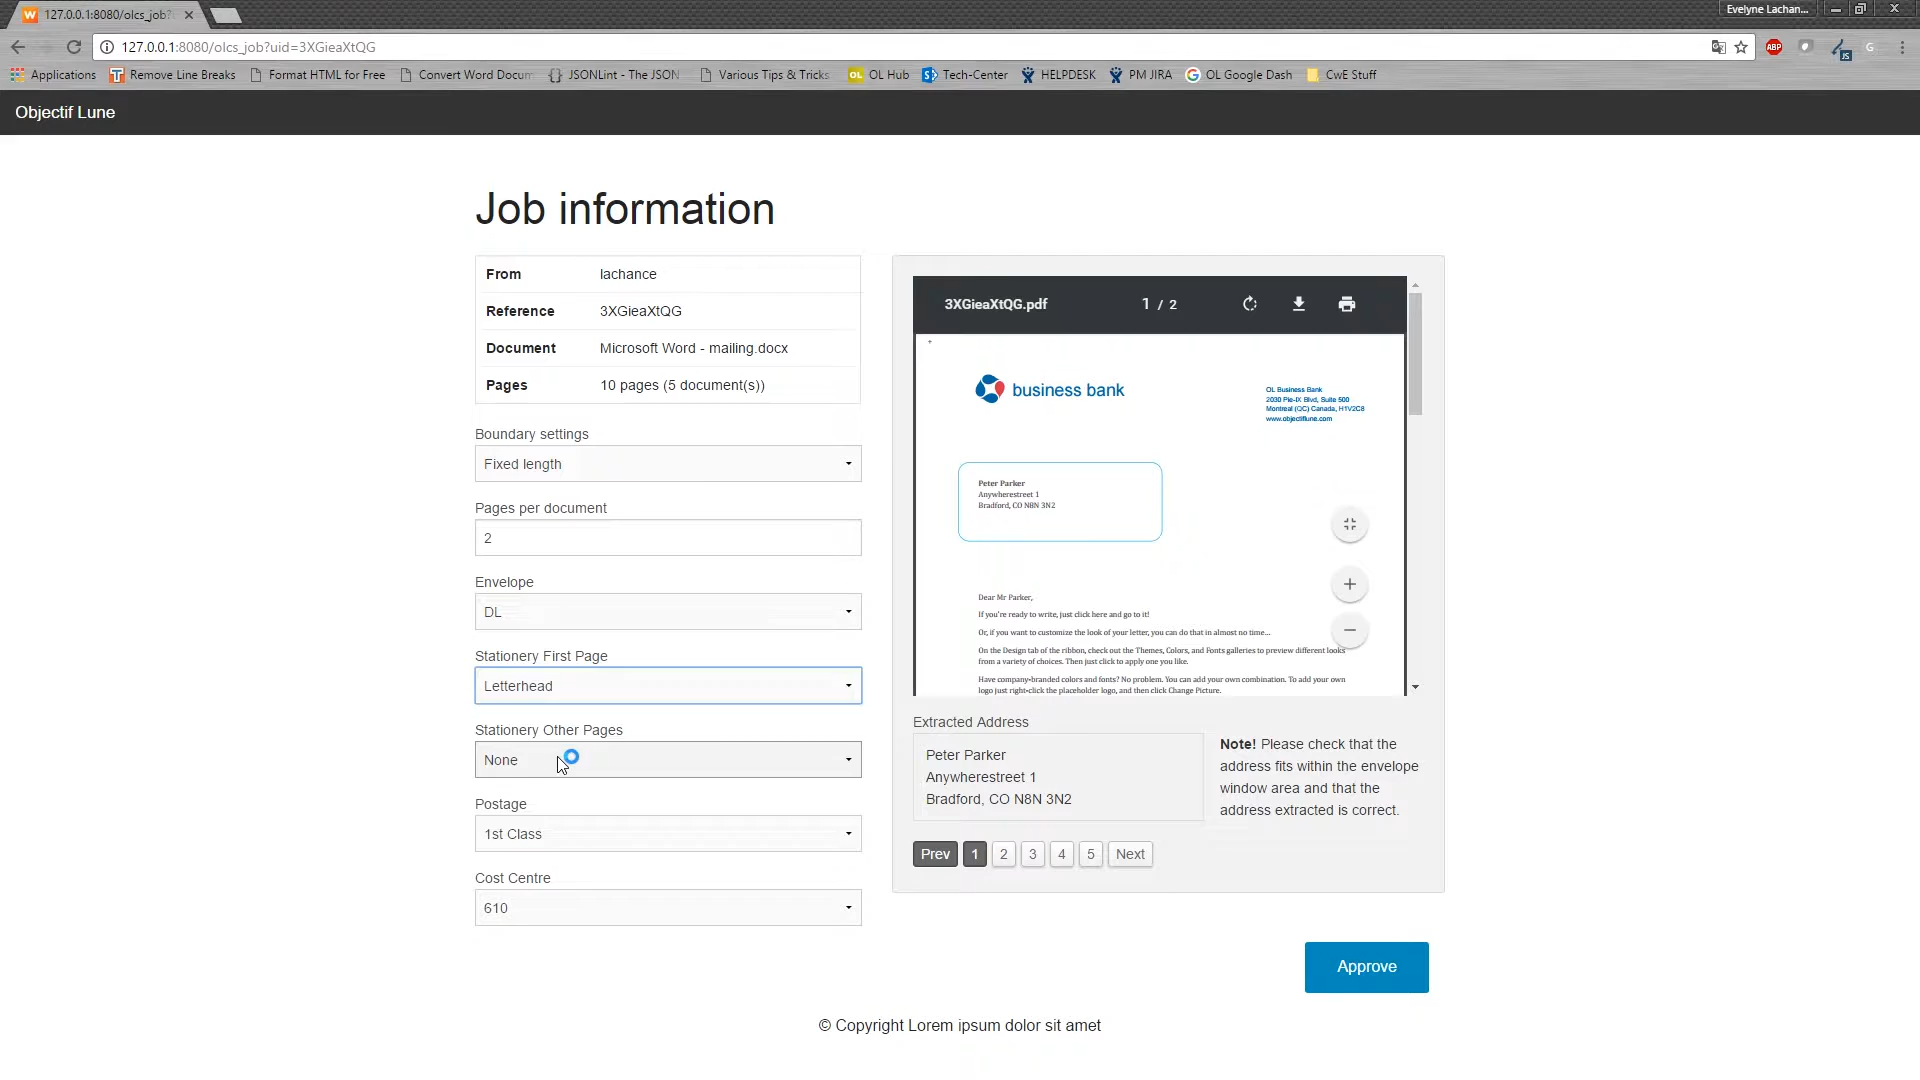 127.0.0.1:8080/olcs_job?
Evelyne Lachan...
127.0.0.1:8080/olcs_job?uid=3XGieaXtQG
ABP
JS
G
Applications
Remove Line Breaks
Format HTML for Free
Convert Word Docum
JSONLint - The JSON
Various Tips & Tricks
OL OL Hub
Tech-Center
HELPDESK
PM JIRA
OL Google Dash
CwE Stuff
Objectif Lune
Job information
From lachance
Reference 3XGieaXtQG
Document Microsoft Word - mailing.docx
Pages 10 pages (5 document(s))
Boundary settings
Fixed length
Pages per document
2
Envelope
DL
Stationery First Page
Letterhead
Stationery Other Pages
None
Postage
1st Class
Cost Centre
610
3XGieaXtQG.pdf 1 / 2
business bank
OL Business Bank
2030 Pie-IX Blvd, Suite 500
Montreal (QC) Canada, H1V2C8
www.objectiflune.com
Peter Parker
Anywherestreet 1
Bradford, CO N8N 3N2
Dear Mr Parker,
If you're ready to write, just click here and go to it!
Or, if you want to customize the look of your letter, you can do that in almost no time...
On the Design tab of the ribbon, check out the Themes, Colors, and Fonts galleries to preview different looks
from a variety of choices. Then just click to apply one you like.
Have company-branded colors and fonts? No problem. You can add your own combination. To add your own
logo just right-click the placeholder logo, and then click Change Picture.
Extracted Address
Peter Parker
Anywherestreet 1
Bradford, CO N8N 3N2
Note! Please check that the
address fits within the envelope
window area and that the
address extracted is correct.
Prev 1 2 3 4 5 Next
Approve
© Copyright Lorem ipsum dolor sit amet